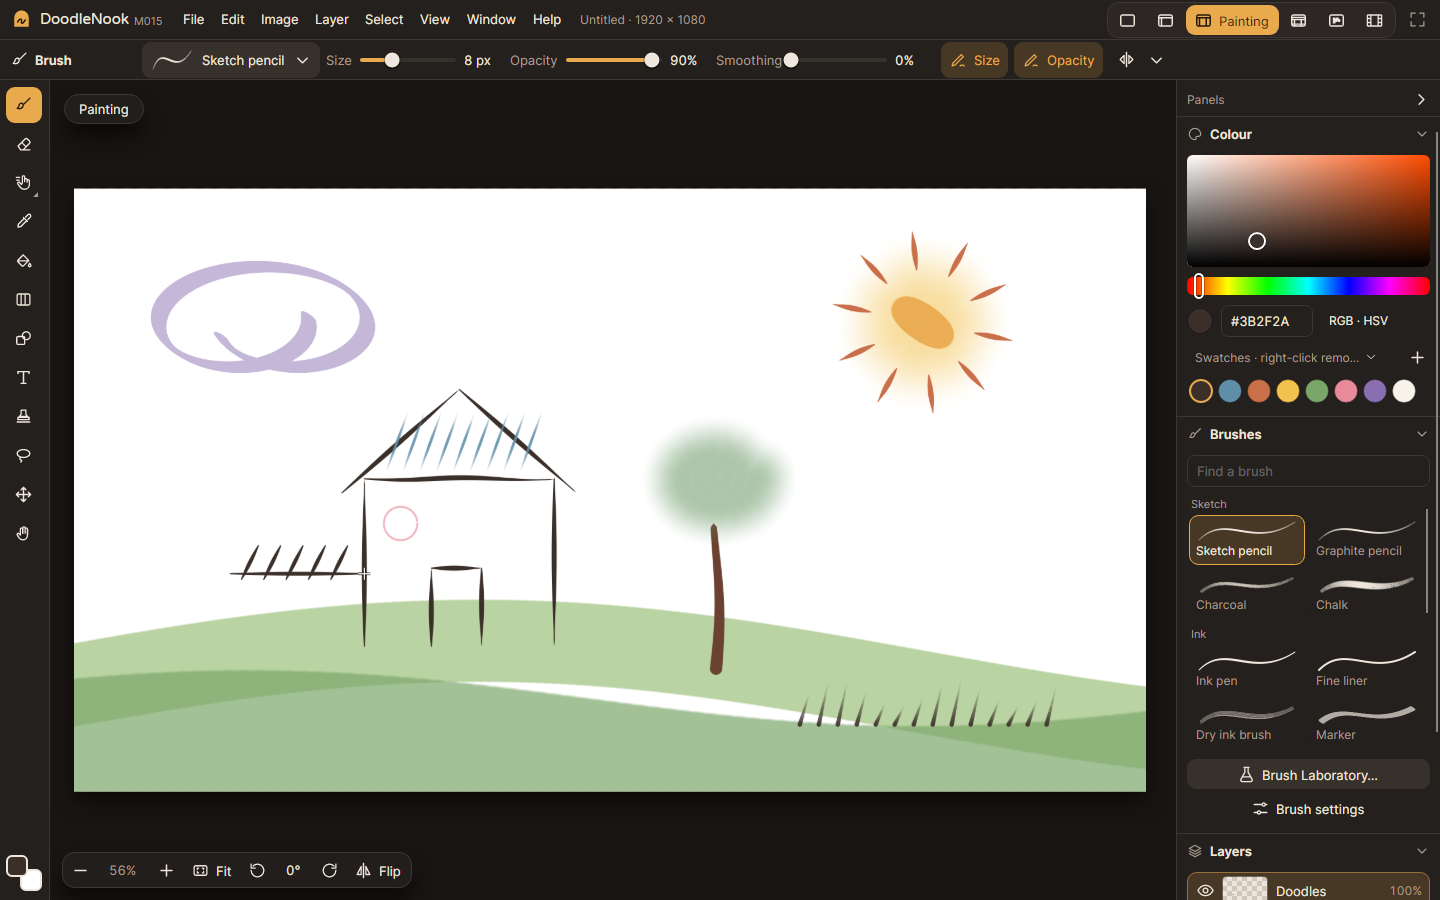 DoodleNook M015 File Edit Image Layer Select View Window Help Untitled · 1920 × 1080 Painting
Brush Sketch pencil Size 8 px Opacity 90% Smoothing 0% Size Opacity
Painting
Panels
Colour
#3B2F2A RGB · HSV
Swatches · right-click remo...
Brushes
Find a brush
Sketch
Sketch pencil Graphite pencil
Charcoal Chalk
Ink
Ink pen Fine liner
Dry ink brush Marker
Brush Laboratory...
Brush settings
Layers
Doodles 100%
56% Fit 0° Flip